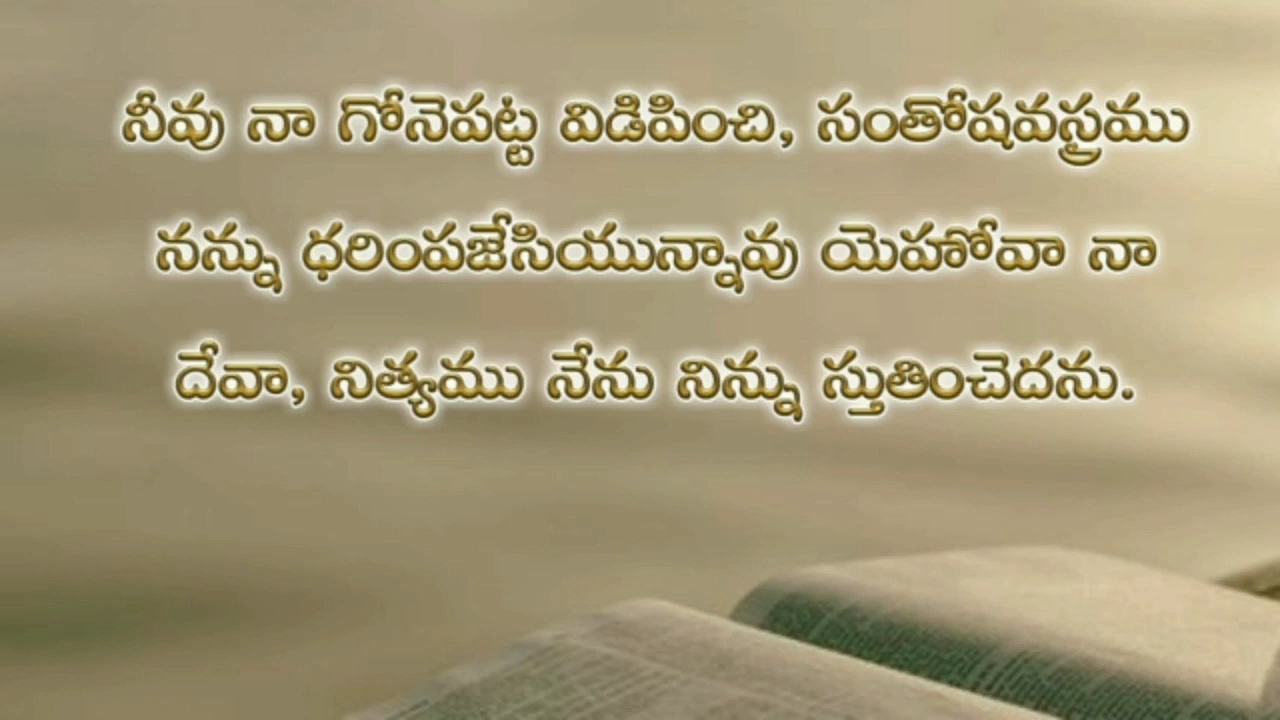 నీవు నా గోనెపట్ట విడిపించి, సంతోషవస్త్రము
నన్ను ధరింపజేసియున్నావు యెహోవా నా
దేవా, నిత్యము నేను నిన్ను స్తుతించెదను.